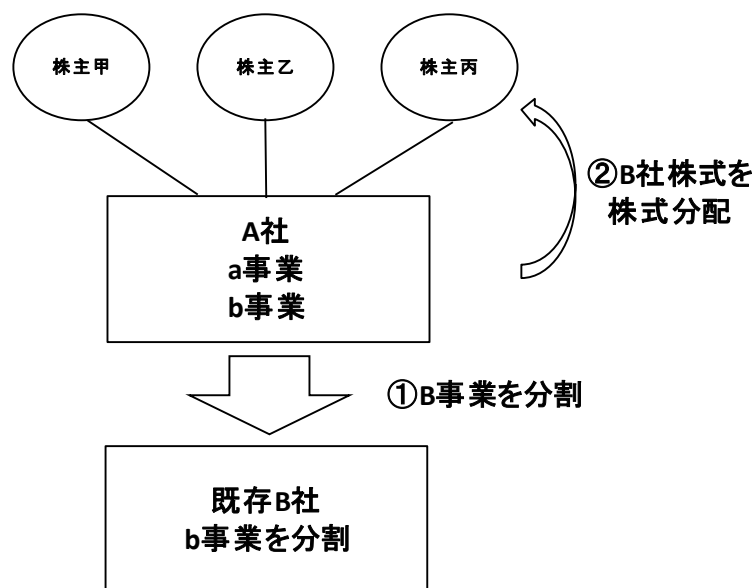 株主甲
株主乙
株主丙
②B社株式を
株式分配
A社
a事業
b事業
①B事業を分割
既存B社
b事業を分割